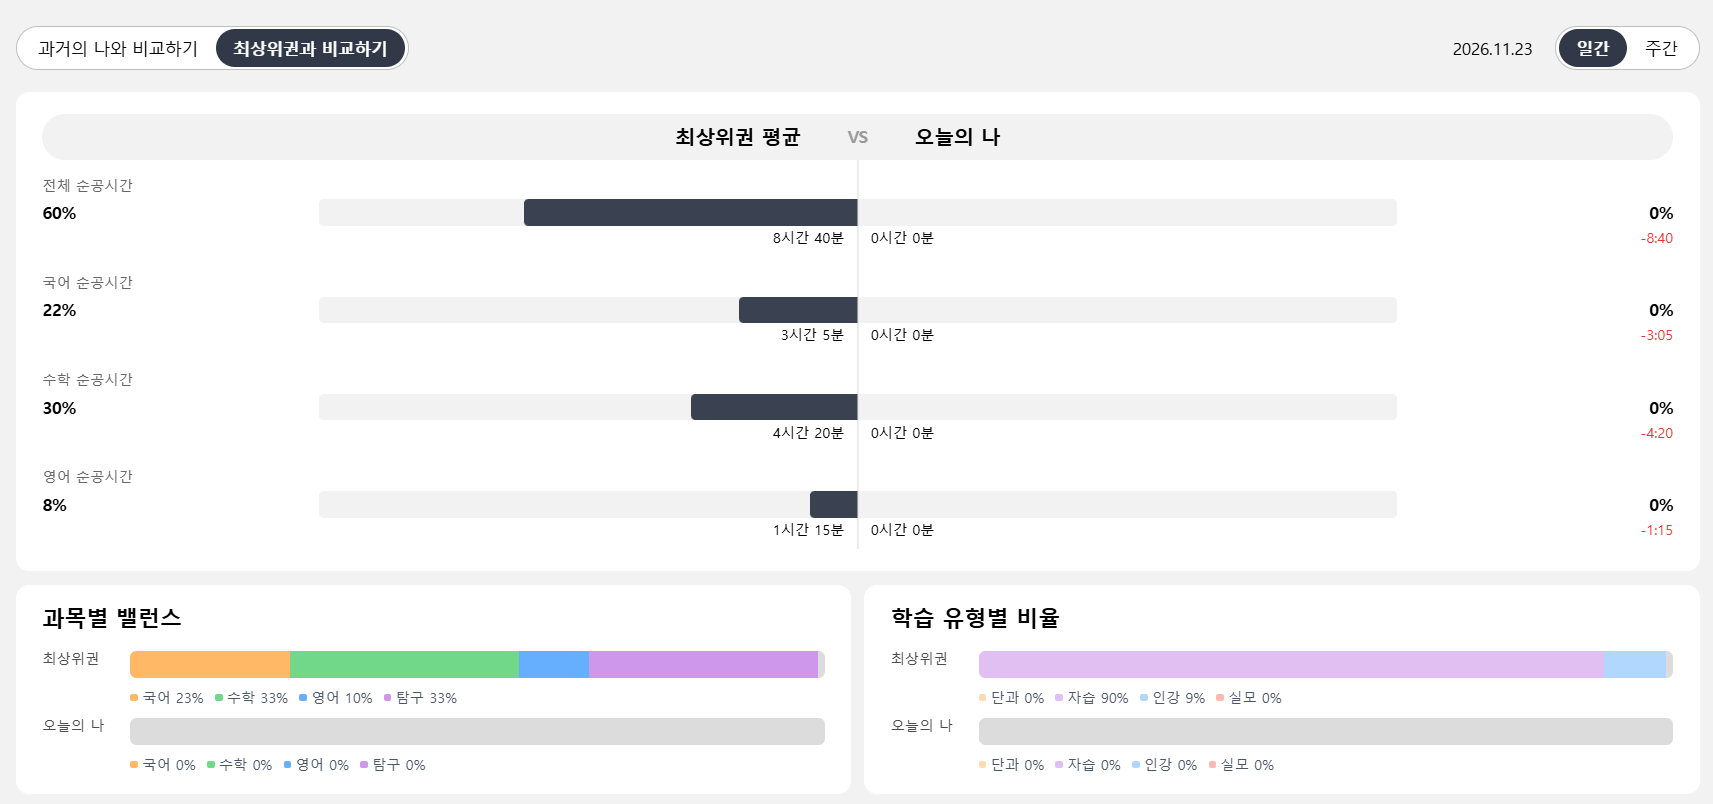 과거의 나와 비교하기 최상위권과 비교하기 2026.11.23 일간 주간
최상위권 평균 VS 오늘의 나
전체 순공시간
60% 0%
8시간 40분 0시간 0분 -8:40
국어 순공시간
22% 0%
3시간 5분 0시간 0분 -3:05
수학 순공시간
30% 0%
4시간 20분 0시간 0분 -4:20
영어 순공시간
8% 0%
1시간 15분 0시간 0분 -1:15
과목별 밸런스
최상위권
국어 23% 수학 33% 영어 10% 탐구 33%
오늘의 나
국어 0% 수학 0% 영어 0% 탐구 0%
학습 유형별 비율
최상위권
단과 0% 자습 90% 인강 9% 실모 0%
오늘의 나
단과 0% 자습 0% 인강 0% 실모 0%